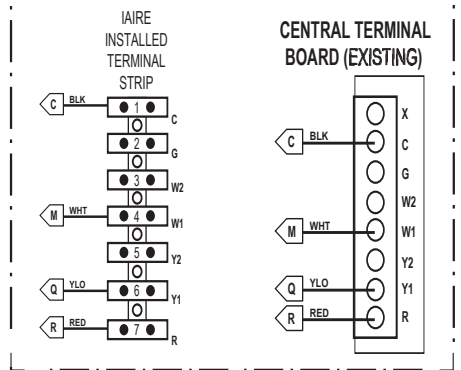 IAIRE
INSTALLED
TERMINAL
STRIP
C BLK 1 C
2 G
3 W2
M WHT 4 W1
5 Y2
Q YLO 6 Y1
R RED 7 R
CENTRAL TERMINAL
BOARD (EXISTING)
X
C BLK C
G
W2
M WHT W1
Y2
Q YLO Y1
R RED R